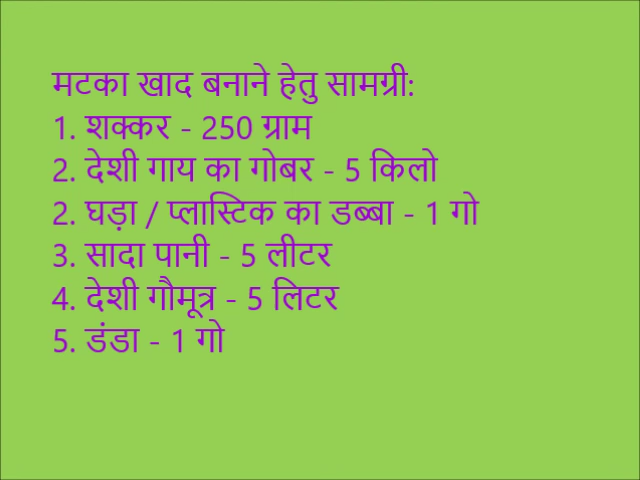 मटका खाद बनाने हेतु सामग्रीः
1. शक्कर - 250 ग्राम
2. देशी गाय का गोबर - 5 किलो
2. घड़ा / प्लास्टिक का डब्बा - 1 गो
3. सादा पानी - 5 लीटर
4. देशी गौमूत्र - 5 लिटर
5. डंडा - 1 गो